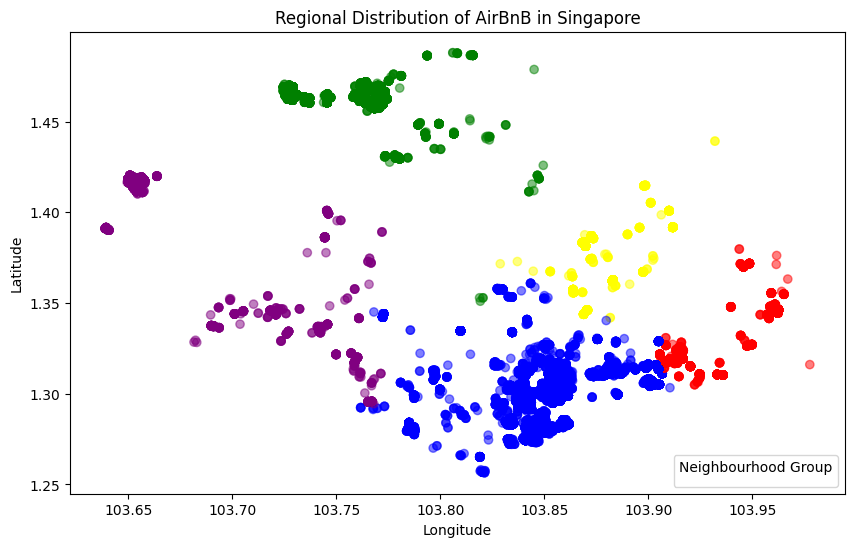 Regional Distribution of AirBnB in Singapore
1.45
1.40
1.35
1.30
1.25
Latitude
Neighbourhood Group
103.65 103.70 103.75 103.80 103.85 103.90 103.95
Longitude